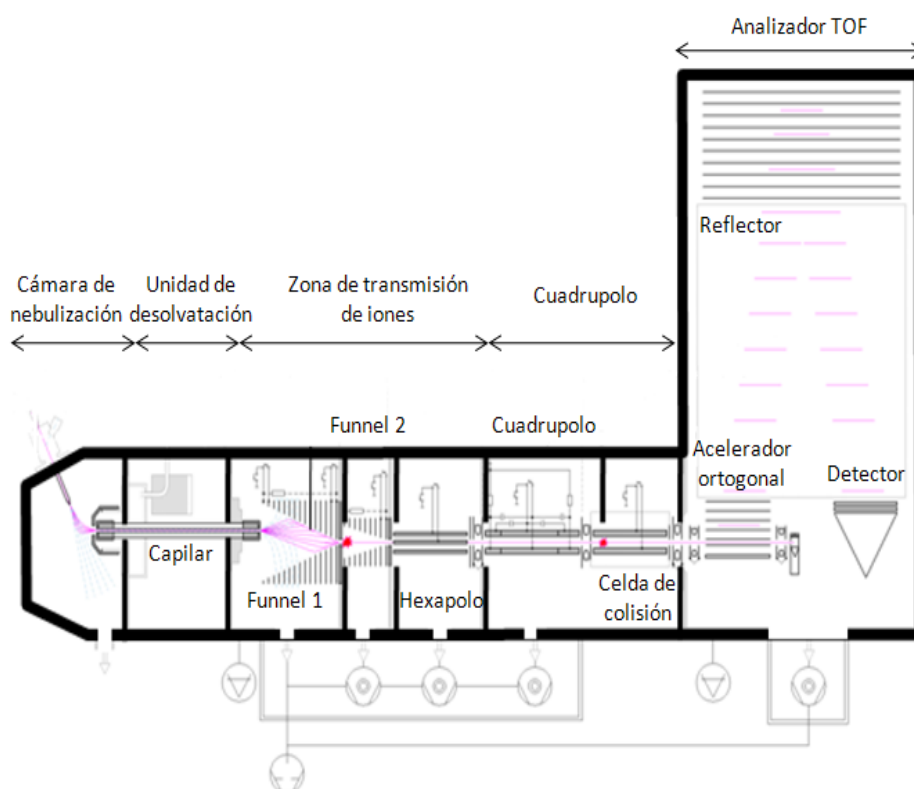 Analizador TOF
Reflector
Cámara de
nebulización
Unidad de
desolvatación
Zona de transmisión
de iones
Cuadrupolo
Funnel 2
Cuadrupolo
Acelerador
ortogonal
Detector
Capilar
Funnel 1
Hexapolo
Celda de
colisión